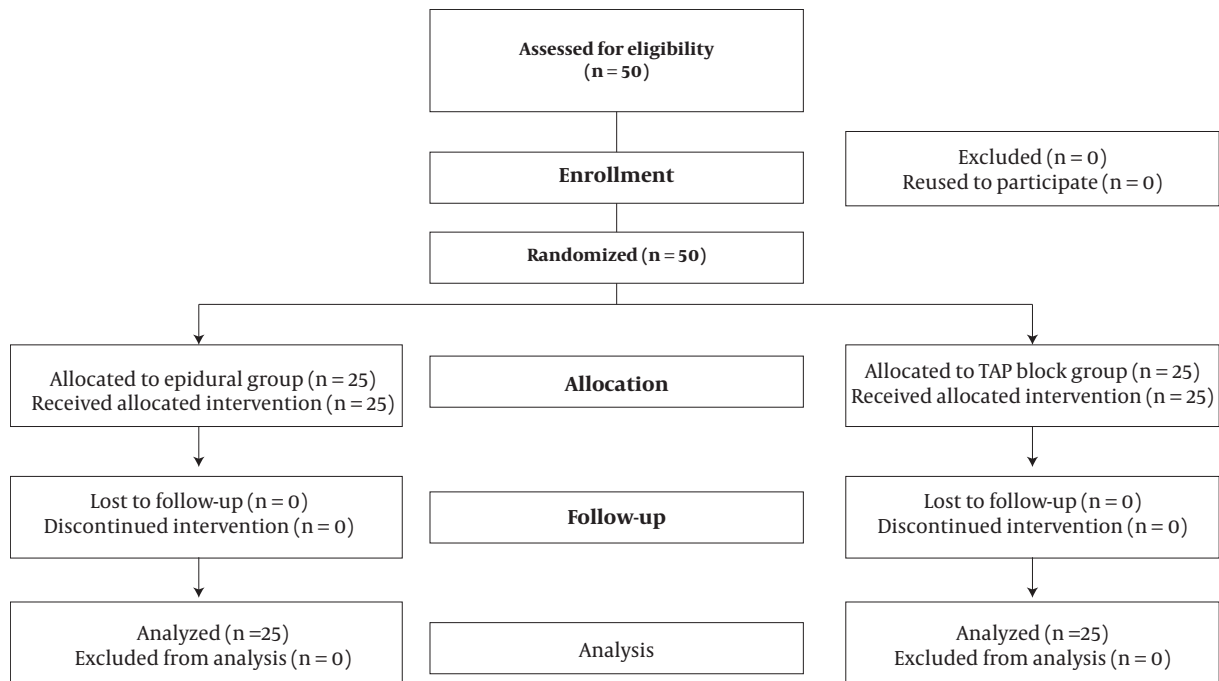 Assessed for eligibility
(n = 50)
Enrollment
Excluded (n = 0)
Reused to participate (n = 0)
Randomized (n = 50)
Allocated to epidural group (n = 25)
Received allocated intervention (n = 25)
Allocation
Allocated to TAP block group (n = 25)
Received allocated intervention (n = 25)
Lost to follow-up (n = 0)
Discontinued intervention (n = 0)
Follow-up
Lost to follow-up (n = 0)
Discontinued intervention (n = 0)
Analyzed (n =25)
Excluded from analysis (n = 0)
Analysis
Analyzed (n =25)
Excluded from analysis (n = 0)